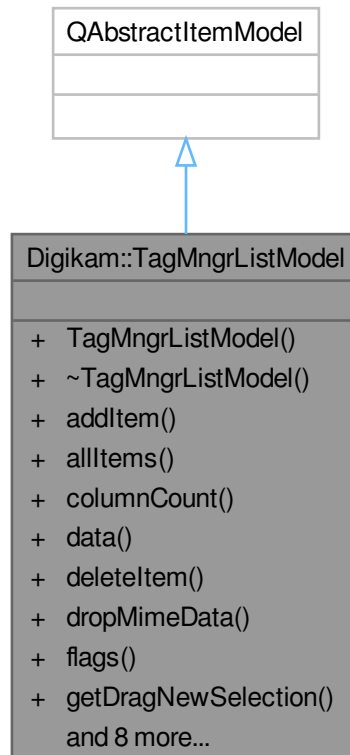 QAbstractItemModel
Digikam::TagMngrListModel
+ TagMngrListModel()
+ ~TagMngrListModel()
+ addItem()
+ allItems()
+ columnCount()
+ data()
+ deleteItem()
+ dropMimeData()
+ flags()
+ getDragNewSelection()
and 8 more...